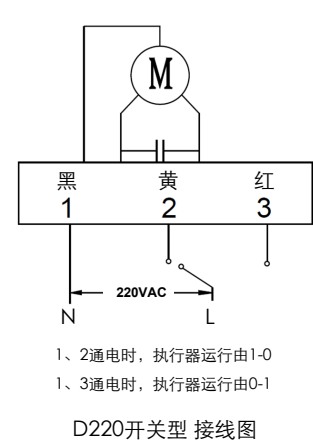 M
黑 黄 红
1 2 3
220VAC
N L
1、2通电时，执行器运行由1-0
1、3通电时，执行器运行由0-1
D220开关型 接线图